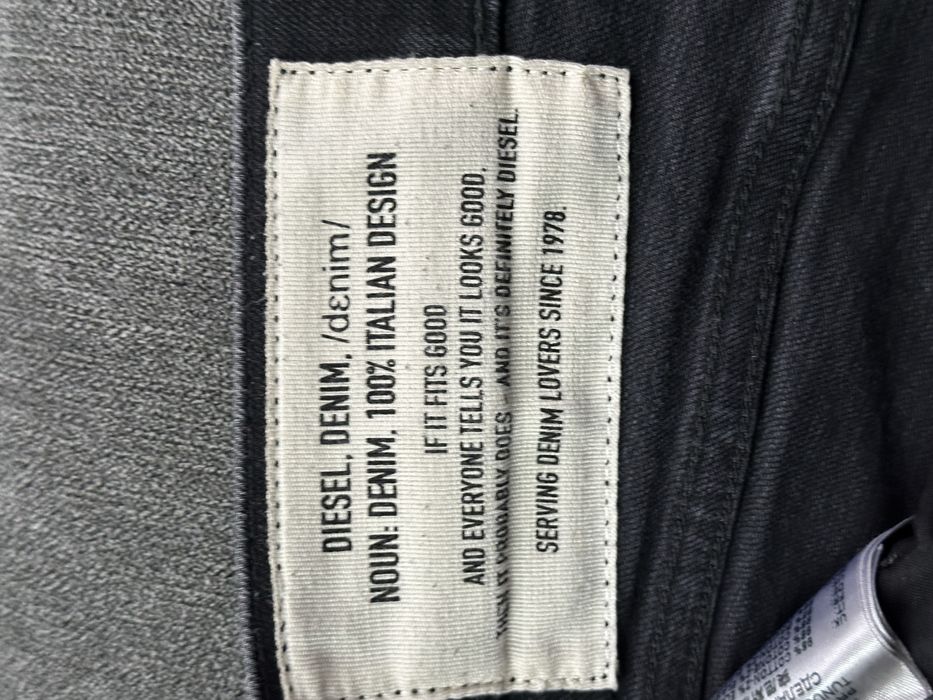 DIESEL, DENIM, /dɛnim/
NOUN: DENIM, 100% ITALIAN DESIGN
IF IT FITS GOOD
AND EVERYONE TELLS YOU IT LOOKS GOOD,
THEN IT PROBABLY DOES - AND IT'S DEFINITELY DIESEL.
SERVING DENIM LOVERS SINCE 1978.